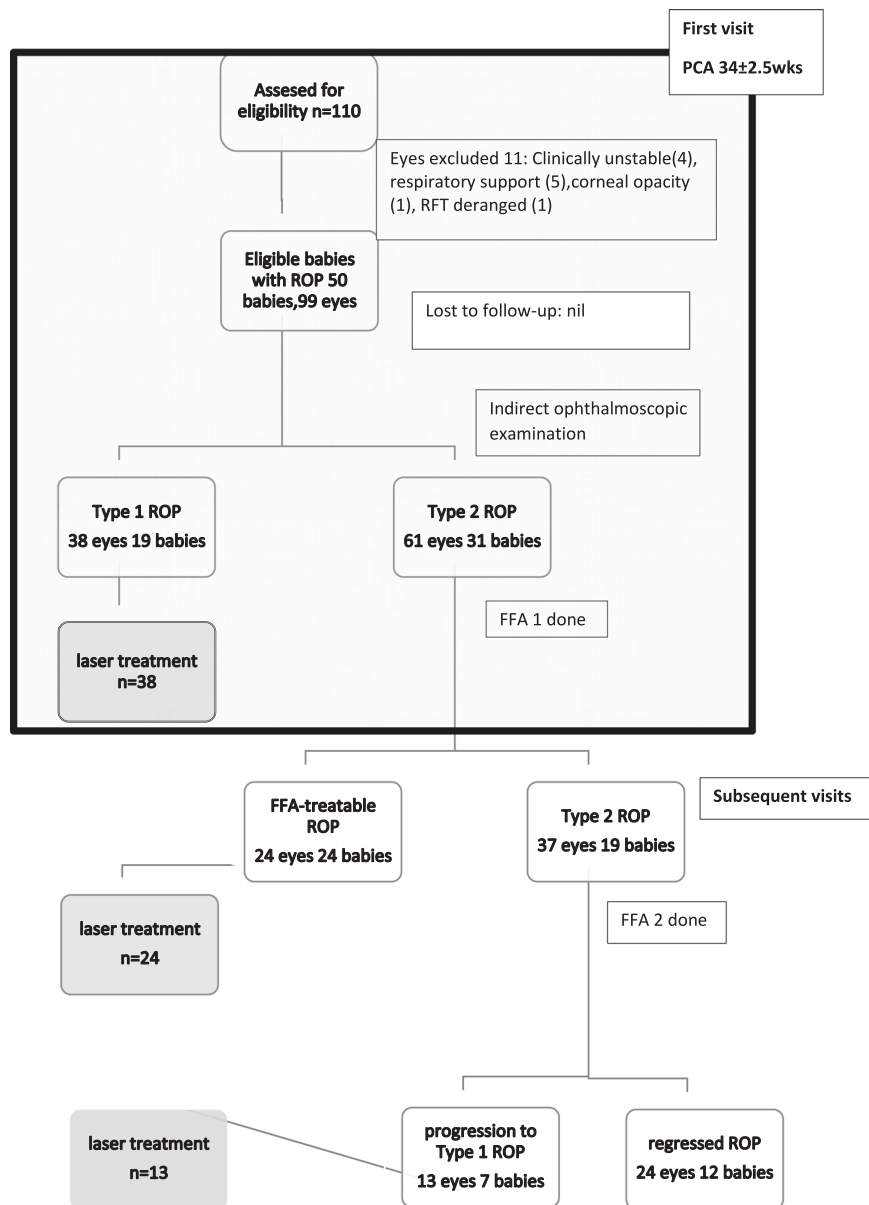 First visit
PCA 34±2.5wks
Assesed for
eligibility n=110
Eyes excluded 11: Clinically unstable(4),
respiratory support (5),corneal opacity
(1), RFT deranged (1)
Eligible babies
with ROP 50
babies,99 eyes
Lost to follow-up: nil
Indirect ophthalmoscopic
examination
Type 1 ROP
38 eyes 19 babies
Type 2 ROP
61 eyes 31 babies
FFA 1 done
laser treatment
n=38
FFA-treatable
ROP
24 eyes 24 babies
Type 2 ROP
37 eyes 19 babies
Subsequent visits
laser treatment
n=24
FFA 2 done
laser treatment
n=13
progression to
Type 1 ROP
13 eyes 7 babies
regressed ROP
24 eyes 12 babies